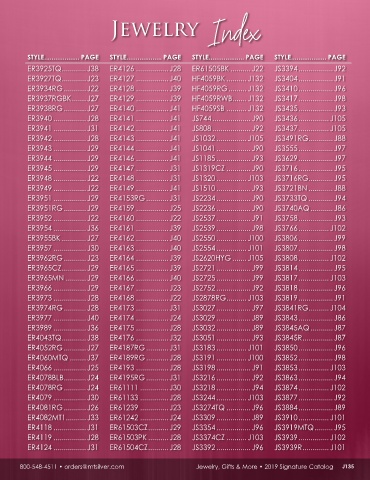 Jewelry Index
STYLE PAGE
ER3925TQ J38
ER3927TQ J23
ER3934RG J22
ER3937RGBK J27
ER3938RG J27
ER3940 J28
ER3941 J31
ER3942 J28
ER3943 J29
ER3944 J29
ER3945 J29
ER3948 J22
ER3949 J22
ER3951 J29
ER3951RG J29
ER3952 J22
ER3954 J36
ER3955BK J27
ER3957 J30
ER3962RG J23
ER3965CZ J29
ER3965MN J29
ER3966 J29
ER3973 J28
ER3974RG J28
ER3977 J40
ER3989 J36
ER4043TQ J38
ER4052RG J27
ER4060MTQ J37
ER4066 J25
ER4078BLB J24
ER4078RG J24
ER4079 J30
ER4081RG J26
ER4082MTI J33
ER4118 J31
ER4119 J28
ER4124 J31
STYLE PAGE
ER4126 J28
ER4127 J40
ER4128 J39
ER4129 J39
ER4140 J41
ER4141 J41
ER4142 J41
ER4143 J41
ER4144 J41
ER4146 J41
ER4147 J31
ER4148 J31
ER4149 J41
ER4153RG J31
ER4159 J25
ER4160 J22
ER4161 J39
ER4162 J40
ER4163 J40
ER4164 J39
ER4165 J39
ER4166 J40
ER4167 J23
ER4168 J22
ER4173 J31
ER4174 J24
ER4175 J28
ER4176 J32
ER4187RG J31
ER4189RG J28
ER4193 J28
ER4195RG J31
ER61111 J30
ER61133 J28
ER61239 J23
ER61242 J24
ER61503CZ J29
ER61503PK J28
ER61504CZ J28
STYLE PAGE
ER61505BK J22
HF4059BK J132
HF4059RG J132
HF4059RWB J132
HF4059SB J132
JS744 J90
JS808 J92
JS1032 J105
JS1041 J90
JS1185 J93
JS1319CZ J90
JS1320 J103
JS1510 J93
JS2234 J90
JS2236 J90
JS2537 J91
JS2539 J98
JS2550 J100
JS2554 J101
JS2620HYG J105
JS2721 J99
JS2725 J99
JS2752 J92
JS2878RG J103
JS3027 J97
JS3029 J89
JS3032 J89
JS3051 J93
JS3183 J101
JS3191 J100
JS3198 J91
JS3216 J92
JS3218 J94
JS3244 J103
JS3274TQ J96
JS3309 J89
JS3354 J96
JS3374CZ J103
JS3392 J96
STYLE PAGE
JS3394 J92
JS3404 J91
JS3410 J96
JS3417 J98
JS3435 J93
JS3436 J105
JS3437 J105
JS3491RG J88
JS3555 J97
JS3629 J97
JS3716 J95
JS3716RG J95
JS3721BN J88
JS3733TQ J94
JS3740AQ J86
JS3758 J93
JS3766 J102
JS3806 J99
JS3807 J98
JS3808 J102
JS3814 J95
JS3817 J103
JS3818 J96
JS3819 J91
JS3841RG J104
JS3843 J86
JS3845AQ J87
JS3845R J87
JS3850 J96
JS3852 J98
JS3853 J103
JS3863 J94
JS3874 J102
JS3877 J92
JS3884 J89
JS3910 J101
JS3919MTQ J95
JS3939 J102
JS3939R J101
800-548-4511 • orders@mtsilver.com Jewelry, Gifts & More • 2019 Signature Catalog J135